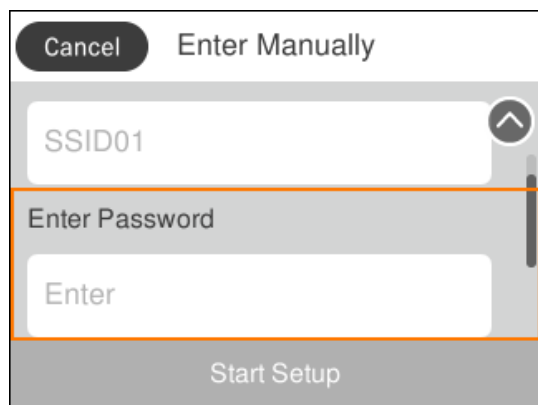 Cancel Enter Manually
SSID01
Enter Password
Enter
Start Setup